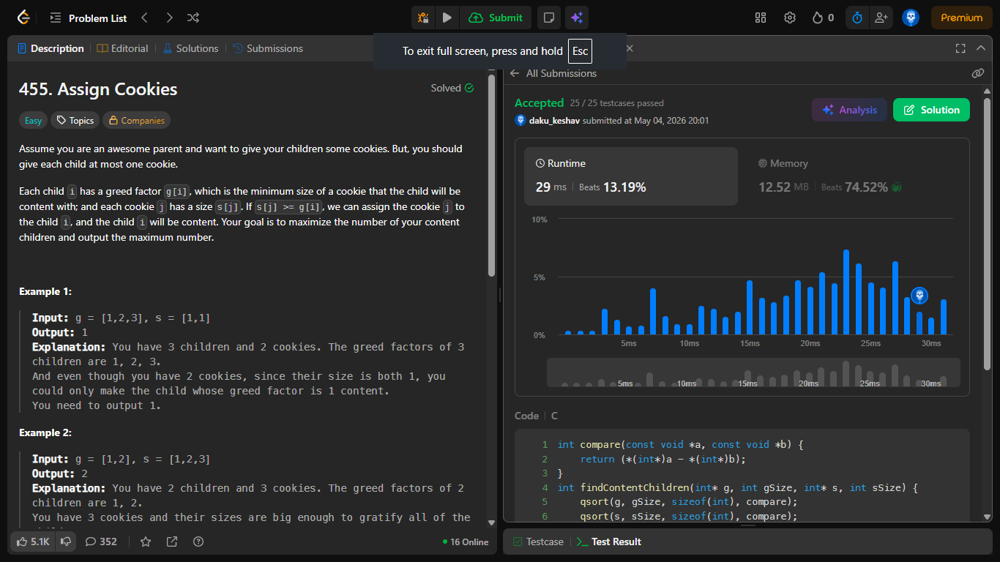 Problem List
Submit
0
Premium
Description
Editorial
Solutions
Submissions
To exit full screen, press and hold Esc
455. Assign Cookies
Solved
Easy
Topics
Companies
Assume you are an awesome parent and want to give your children some cookies. But, you should
give each child at most one cookie.
Each child i has a greed factor g[i], which is the minimum size of a cookie that the child will be
content with; and each cookie j has a size s[j]. If s[j] >= g[i], we can assign the cookie j to
the child i, and the child i will be content. Your goal is to maximize the number of your content
children and output the maximum number.
Example 1:
Input: g = [1,2,3], s = [1,1]
Output: 1
Explanation: You have 3 children and 2 cookies. The greed factors of 3
children are 1, 2, 3.
And even though you have 2 cookies, since their size is both 1, you
could only make the child whose greed factor is 1 content.
You need to output 1.
Example 2:
Input: g = [1,2], s = [1,2,3]
Output: 2
Explanation: You have 2 children and 3 cookies. The greed factors of 2
children are 1, 2.
You have 3 cookies and their sizes are big enough to gratify all of the
5.1K
352
16 Online
All Submissions
Accepted 25 / 25 testcases passed
daku_keshav submitted at May 04, 2026 20:01
Analysis
Solution
Runtime
29 ms Beats 13.19%
Memory
12.52 MB Beats 74.52%
10%
5%
0%
5ms 10ms 15ms 20ms 25ms 30ms
5ms 10ms 15ms 20ms 25ms 30ms
Code C
1 int compare(const void *a, const void *b) {
2 return (*(int*)a - *(int*)b);
3 }
4 int findContentChildren(int* g, int gSize, int* s, int sSize) {
5 qsort(g, gSize, sizeof(int), compare);
6 qsort(s, sSize, sizeof(int), compare);
Testcase
Test Result